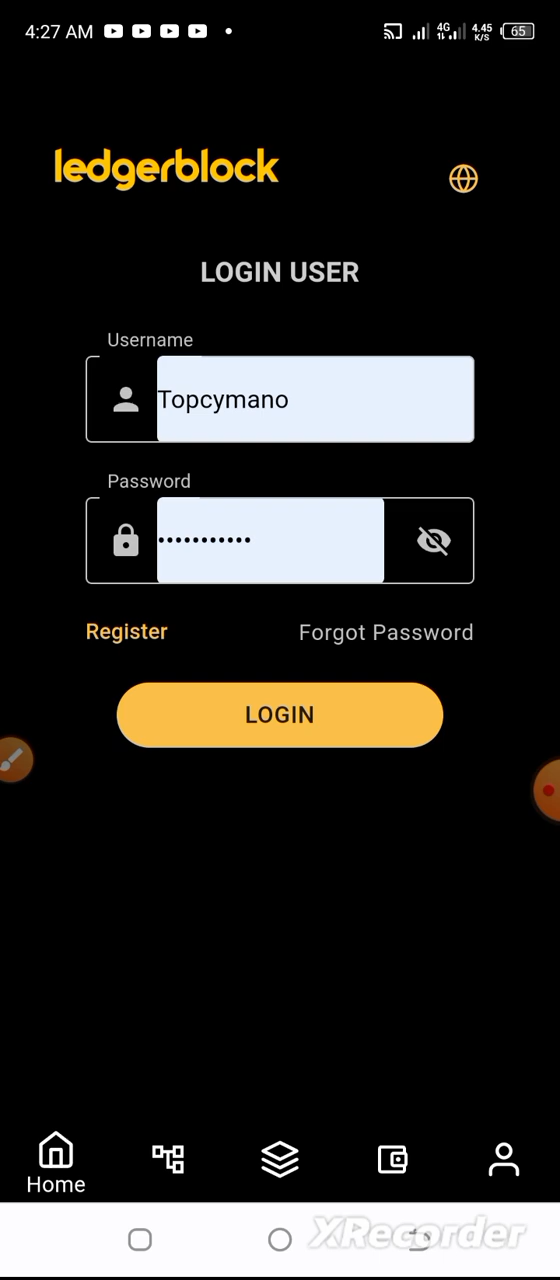 4:27 AM 4G 4.45 K/S 65
ledgerblock
LOGIN USER
Username
Topcymano
Password
•••••••••••
Register Forgot Password
LOGIN
Home
XRecorder